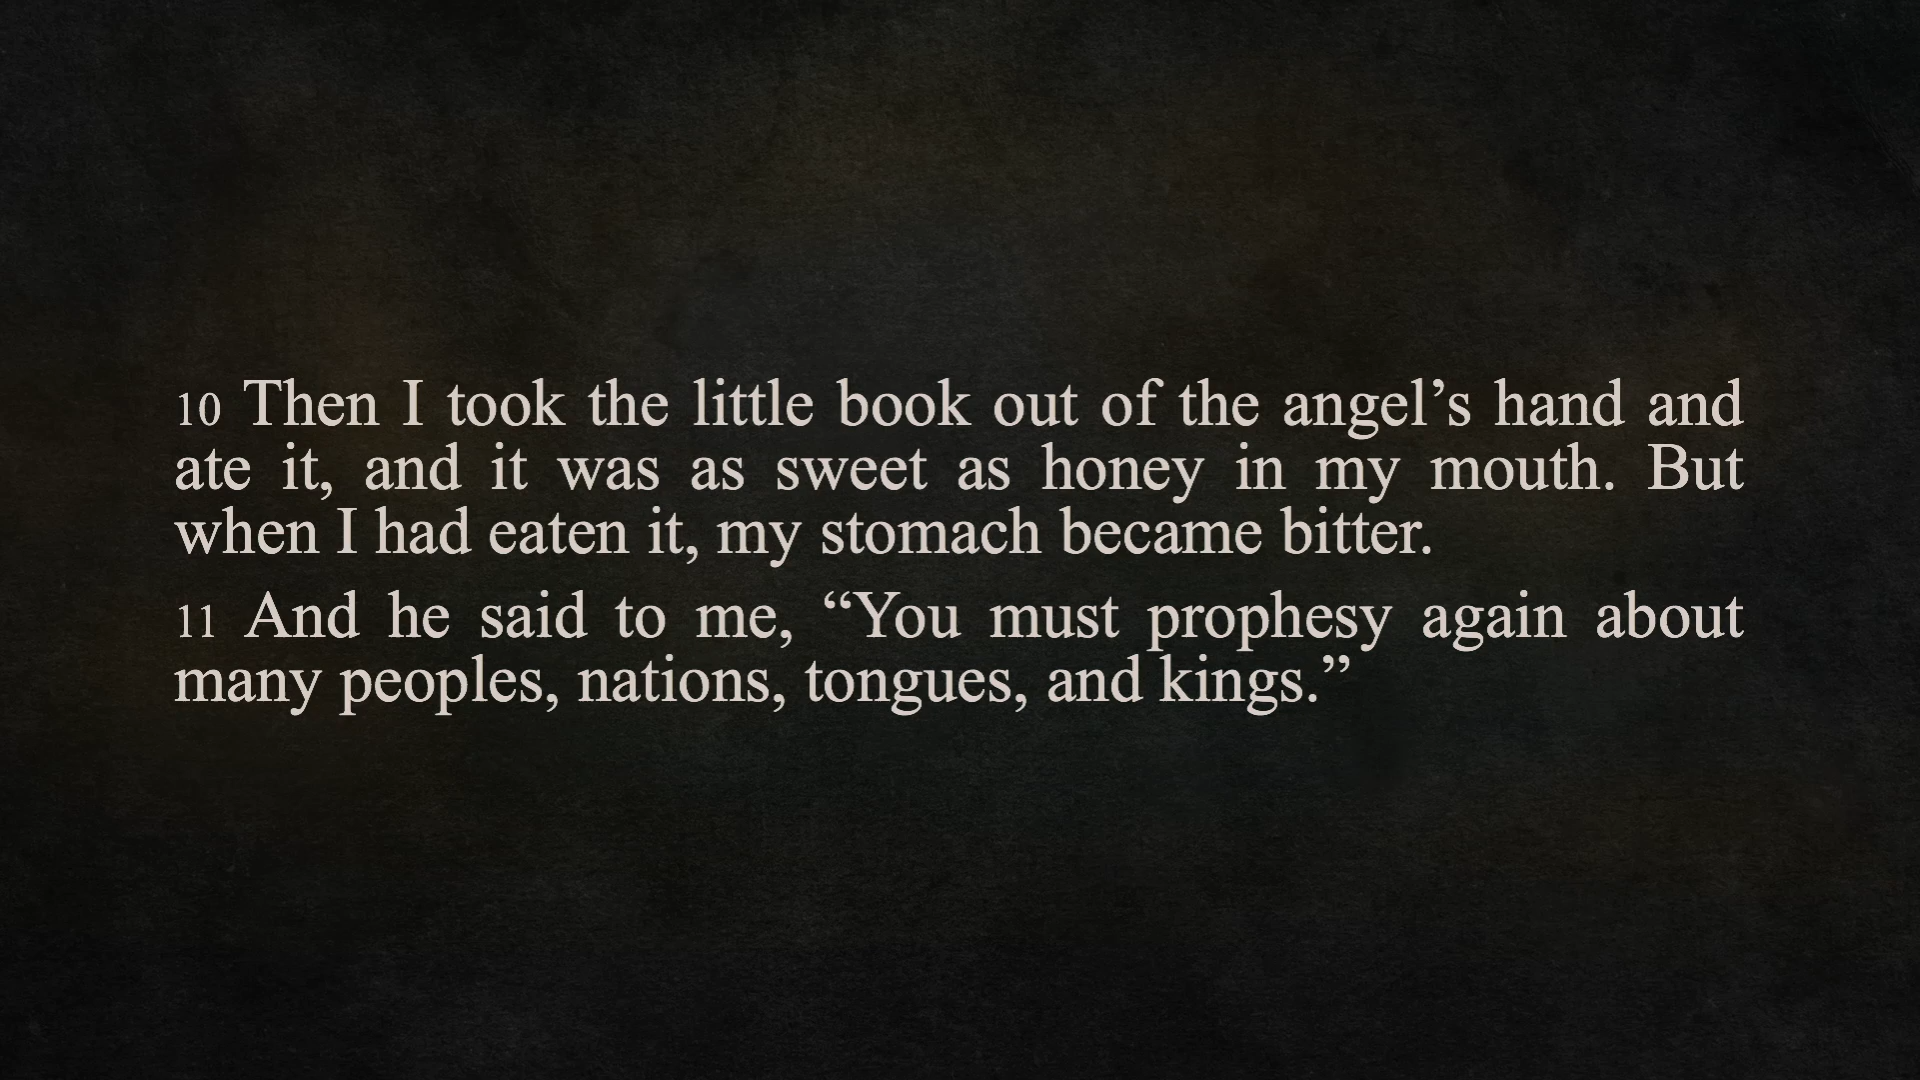 10 Then I took the little book out of the angel’s hand and
ate it, and it was as sweet as honey in my mouth. But
when I had eaten it, my stomach became bitter.
11 And he said to me, “You must prophesy again about
many peoples, nations, tongues, and kings.”